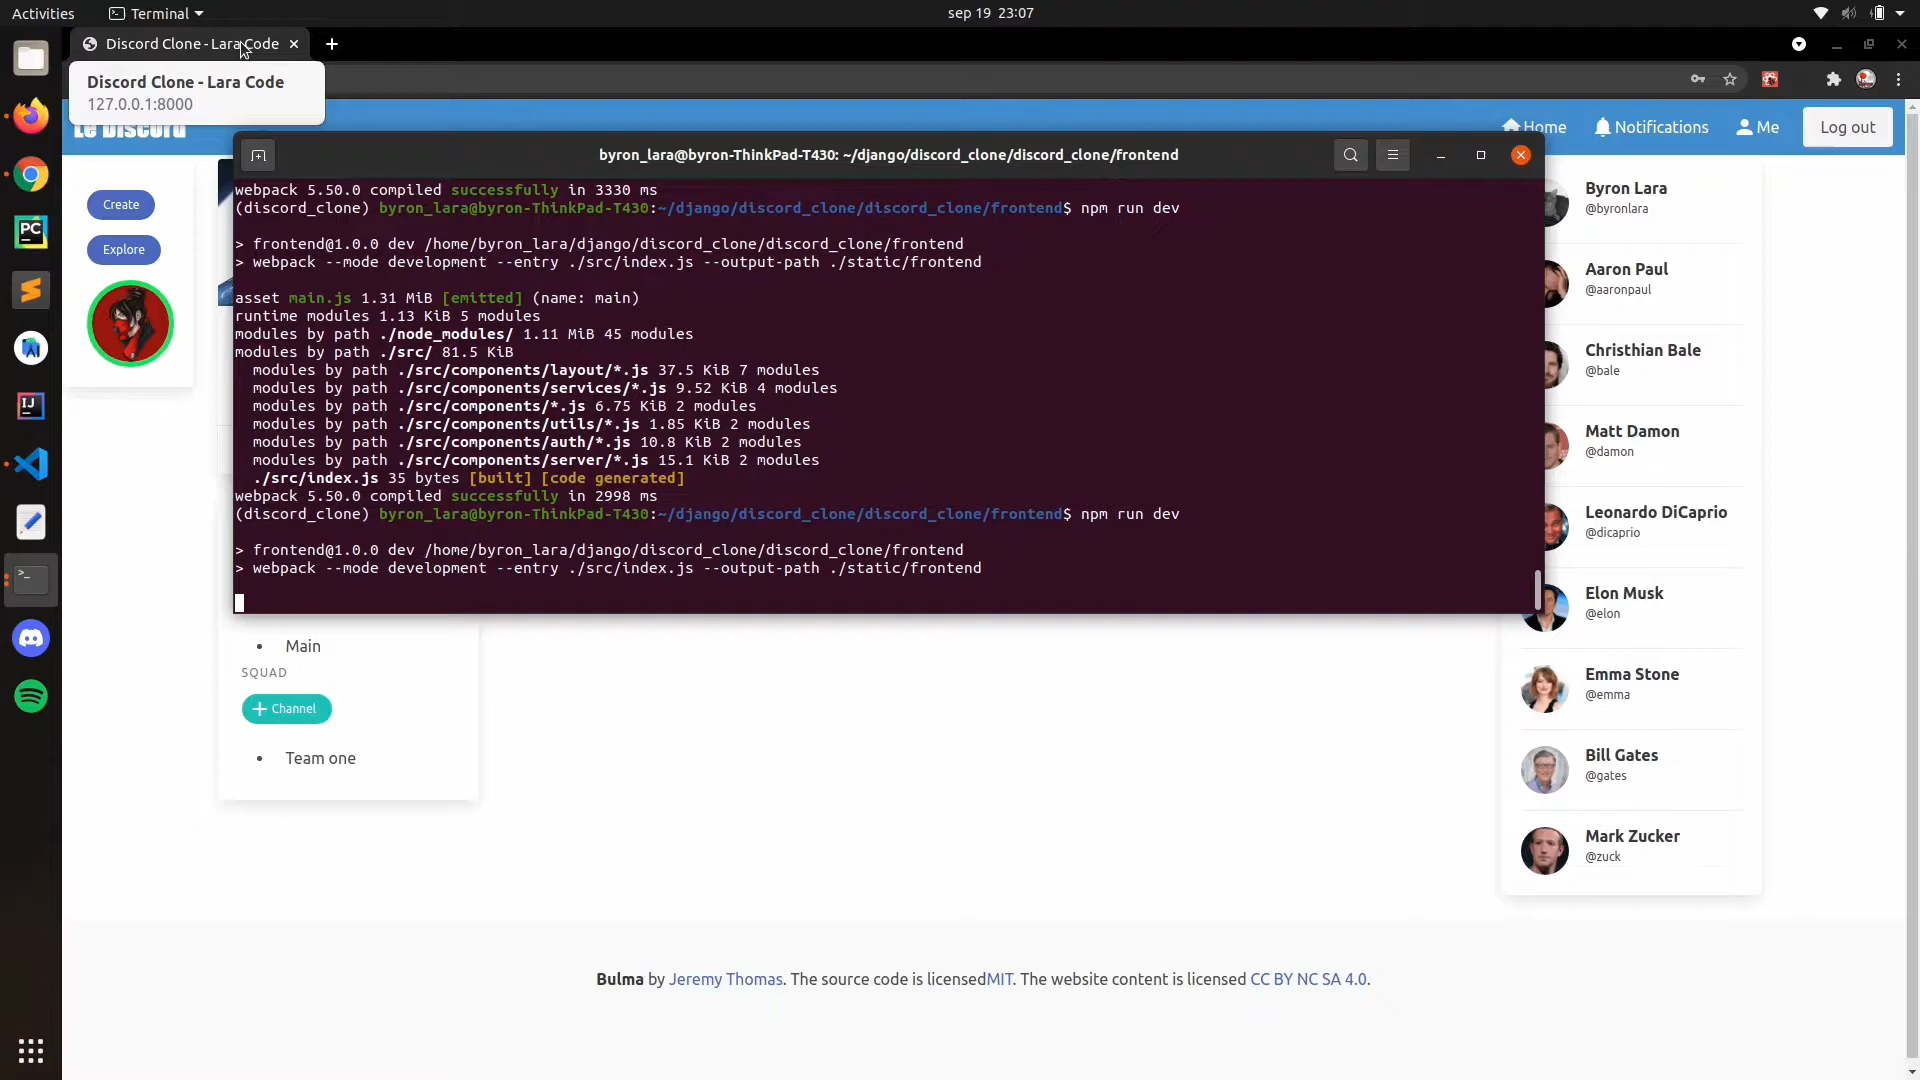 Activities
Terminal
sep 19 23:07
Discord Clone - Lara Code
Discord Clone - Lara Code
127.0.0.1:8000
Le Discord
Home
Notifications
Me
Log out
byron_lara@byron-ThinkPad-T430: ~/django/discord_clone/discord_clone/frontend
webpack 5.50.0 compiled successfully in 3330 ms
(discord_clone) byron_lara@byron-ThinkPad-T430:~/django/discord_clone/discord_clone/frontend$ npm run dev
> frontend@1.0.0 dev /home/byron_lara/django/discord_clone/discord_clone/frontend
> webpack --mode development --entry ./src/index.js --output-path ./static/frontend
asset main.js 1.31 MiB [emitted] (name: main)
runtime modules 1.13 KiB 5 modules
modules by path ./node_modules/ 1.11 MiB 45 modules
modules by path ./src/ 81.5 KiB
modules by path ./src/components/layout/*.js 37.5 KiB 7 modules
modules by path ./src/components/services/*.js 9.52 KiB 4 modules
modules by path ./src/components/*.js 6.75 KiB 2 modules
modules by path ./src/components/utils/*.js 1.85 KiB 2 modules
modules by path ./src/components/auth/*.js 10.8 KiB 2 modules
modules by path ./src/components/server/*.js 15.1 KiB 2 modules
./src/index.js 35 bytes [built] [code generated]
webpack 5.50.0 compiled successfully in 2998 ms
(discord_clone) byron_lara@byron-ThinkPad-T430:~/django/discord_clone/discord_clone/frontend$ npm run dev
> frontend@1.0.0 dev /home/byron_lara/django/discord_clone/discord_clone/frontend
> webpack --mode development --entry ./src/index.js --output-path ./static/frontend
Create
Explore
Main
SQUAD
Channel
Team one
Byron Lara
@byronlara
Aaron Paul
@aaronpaul
Christhian Bale
@bale
Matt Damon
@damon
Leonardo DiCaprio
@dicaprio
Elon Musk
@elon
Emma Stone
@emma
Bill Gates
@gates
Mark Zucker
@zuck
Bulma by Jeremy Thomas. The source code is licensedMIT. The website content is licensed CC BY NC SA 4.0.
PC
IJ
>_